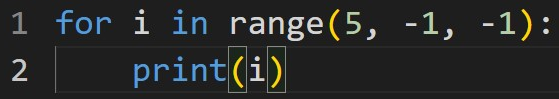 1 for i in range(5, -1, -1):
2     print(i)